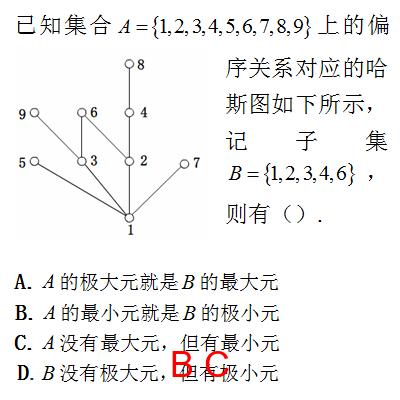 已知集合 A={1,2,3,4,5,6,7,8,9} 上的偏
序关系对应的哈
斯图如下所示，
记子集
B={1,2,3,4,6}，
则有（）.
8
9
6
4
5
3
2
7
1
A. A 的极大元就是 B 的最大元
B. A 的最小元就是 B 的极小元
C. A 没有最大元，但有最小元
D. B 没有极大元，但有极小元
B C